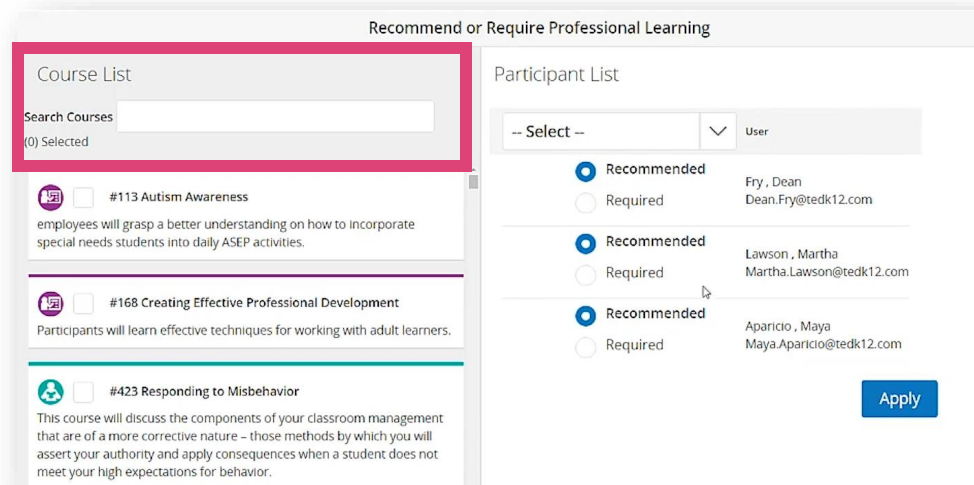 Recommend or Require Professional Learning
Course List
Search Courses
(0) Selected
#113 Autism Awareness
employees will grasp a better understanding on how to incorporate
special needs students into daily ASEP activities.
#168 Creating Effective Professional Development
Participants will learn effective techniques for working with adult learners.
#423 Responding to Misbehavior
This course will discuss the components of your classroom management
that are of a more corrective nature – those methods by which you will
assert your authority and apply consequences when a student does not
meet your high expectations for behavior.
Participant List
-- Select --
User
Recommended
Required
Fry , Dean
Dean.Fry@tedk12.com
Recommended
Required
Lawson , Martha
Martha.Lawson@tedk12.com
Recommended
Required
Aparicio , Maya
Maya.Aparicio@tedk12.com
Apply